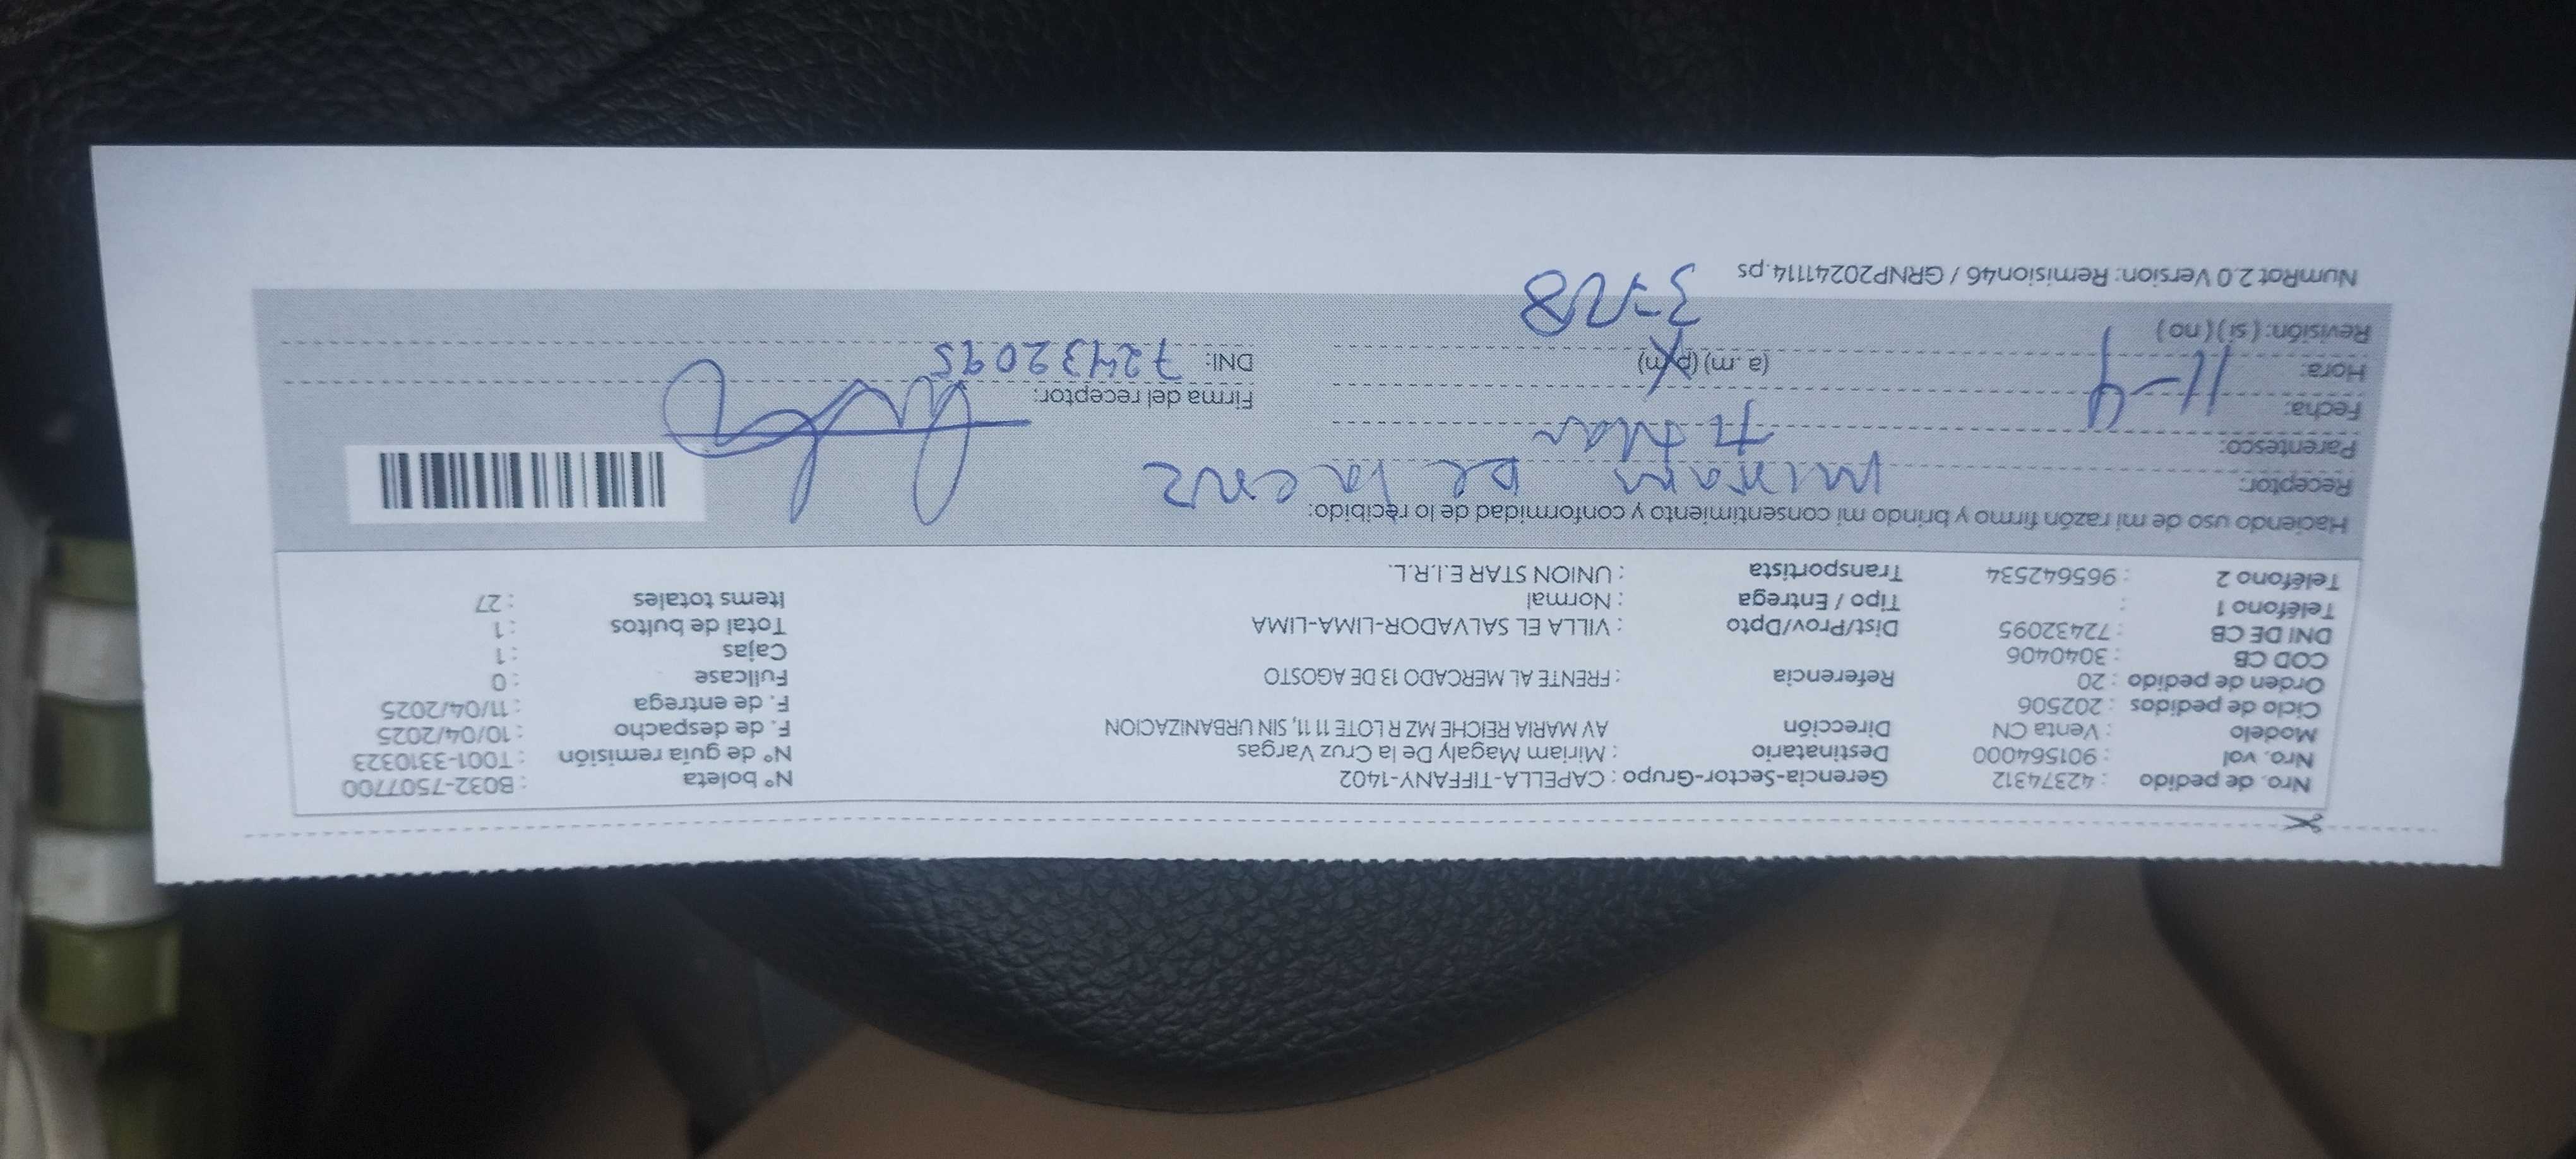 Nro. de pedido : 42374312 Gerencia-Sector-Grupo : CAPELLA-TIFFANY-1402 N° boleta : B032-7507700
Nro. vol : 901564000 Destinatario : Miriam Magaly De la Cruz Vargas N° de guía remisión : T001-3310323
Modelo : Venta CN Dirección AV MARIA REICHE MZ R LOTE 11 11, SIN URBANIZACION F. de despacho : 10/04/2025
Ciclo de pedidos : 202506 F. de entrega : 11/04/2025
Orden de pedido : 20 Referencia : FRENTE AL MERCADO 13 DE AGOSTO Fullcase : 0
COD CB : 3040406 Cajas : 1
DNI DE CB : 72432095 Dist/Prov/Dpto : VILLA EL SALVADOR-LIMA-LIMA Total de bultos : 1
Teléfono 1 : Tipo / Entrega : Normal Items totales : 27
Teléfono 2 : 965642534 Transportista : UNION STAR E.I.R.L.
Haciendo uso de mi razón firmo y brindo mi consentimiento y conformidad de lo recibido:
Receptor: Miriam De la Cruz
Parentesco: titular
Fecha: 11-4 Firma del receptor:
Hora: (a .m) (p.m) DNI: 72432095
Revisión: ( si ) ( no )
NumRot 2.0 Version: Remision46 / GRNP20241114.ps